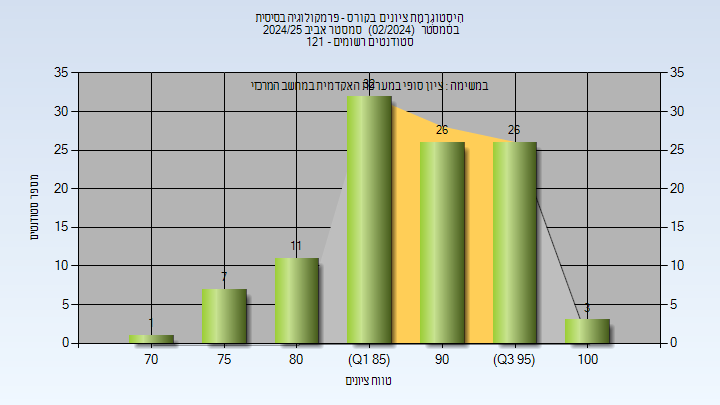 היסטוגרמת ציונים בקורס - פרמקולוגיה בסיסית
בסמסטר (02/2024) סמסטר אביב 2024/25
סטודנטים רשומים - 121
במשימה : ציון סופי במערכת האקדמית במחשב המרכזי
35 35
30 30
25 25
20 20
15 15
10 10
5 5
0 0
1 7 11 32 26 26 3
70 75 80 (Q1 85) 90 (Q3 95) 100
מספר סטודנטים
טווח ציונים